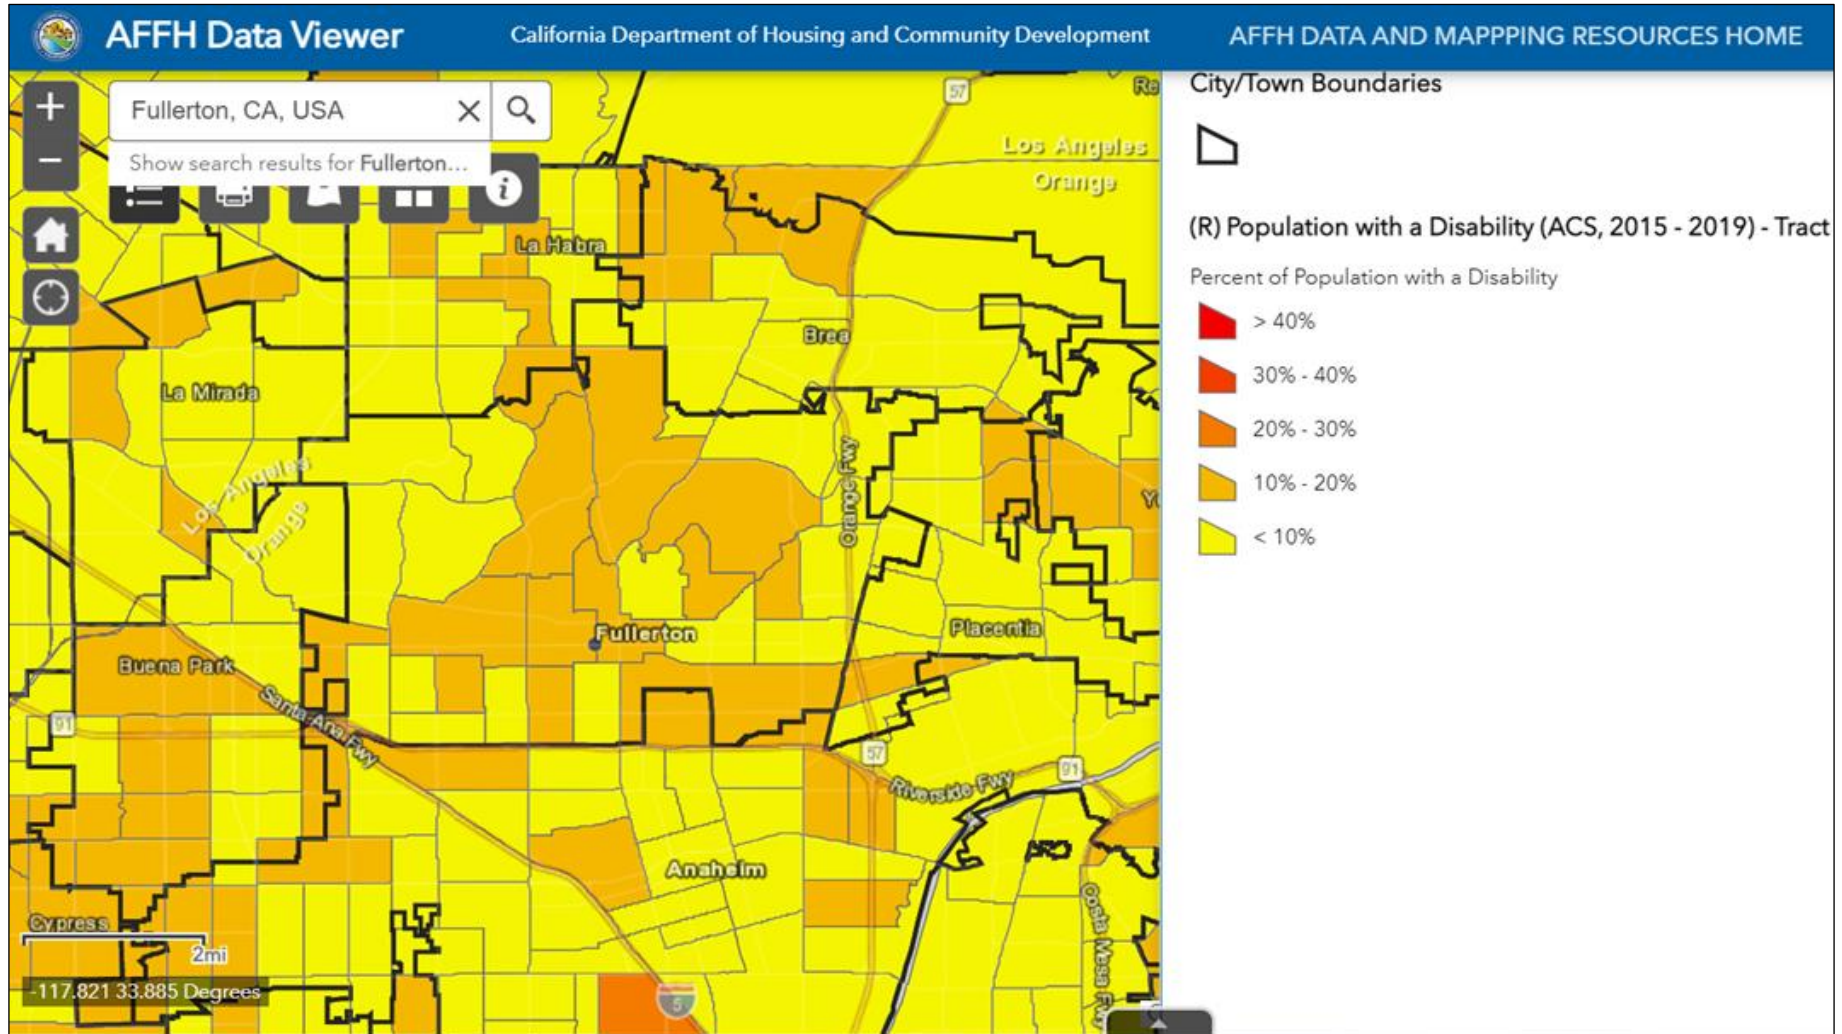 AFFH Data Viewer
California Department of Housing and Community Development
AFFH DATA AND MAPPPING RESOURCES HOME
Fullerton, CA, USA
Show search results for Fullerton...
57
Los Angeles
Orange
La Habra
Brea
La Mirada
Los Angeles
Orange
Orange Fwy
Fullerton
Placentia
Buena Park
Santa Ana Fwy
91
57
91
Riverside Fwy
Anaheim
Costa Mesa Fwy
Cypress
2mi
-117.821 33.885 Degrees
5
City/Town Boundaries
(R) Population with a Disability (ACS, 2015 - 2019) - Tract
Percent of Population with a Disability
> 40%
30% - 40%
20% - 30%
10% - 20%
< 10%